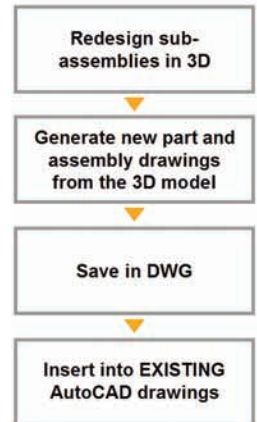 Redesign sub-
assemblies in 3D
Generate new part and
assembly drawings
from the 3D model
Save in DWG
Insert into EXISTING
AutoCAD drawings